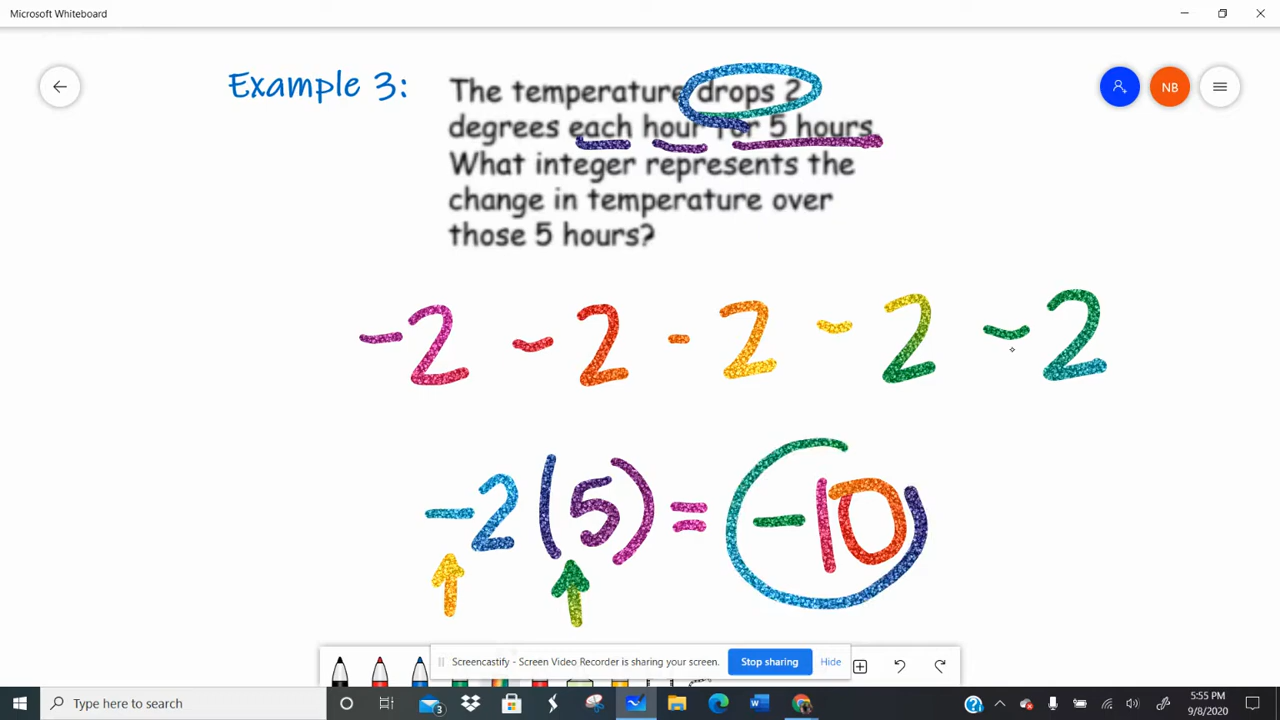 Microsoft Whiteboard
Example 3:
The temperature drops 2
degrees each hour for 5 hours
What integer represents the
change in temperature over
those 5 hours?
NB
-2 - 2 - 2 - 2 - 2
-2(5) = -10
Screencastify - Screen Video Recorder is sharing your screen.
Stop sharing
Hide
Type here to search
3
5:55 PM
9/8/2020